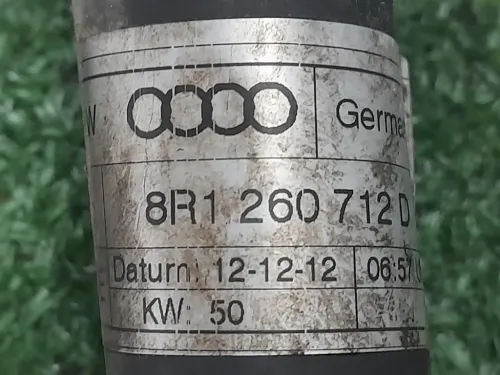 W Germa
8R1 260 712 D
Datum: 12-12-12 06:57
KW: 50